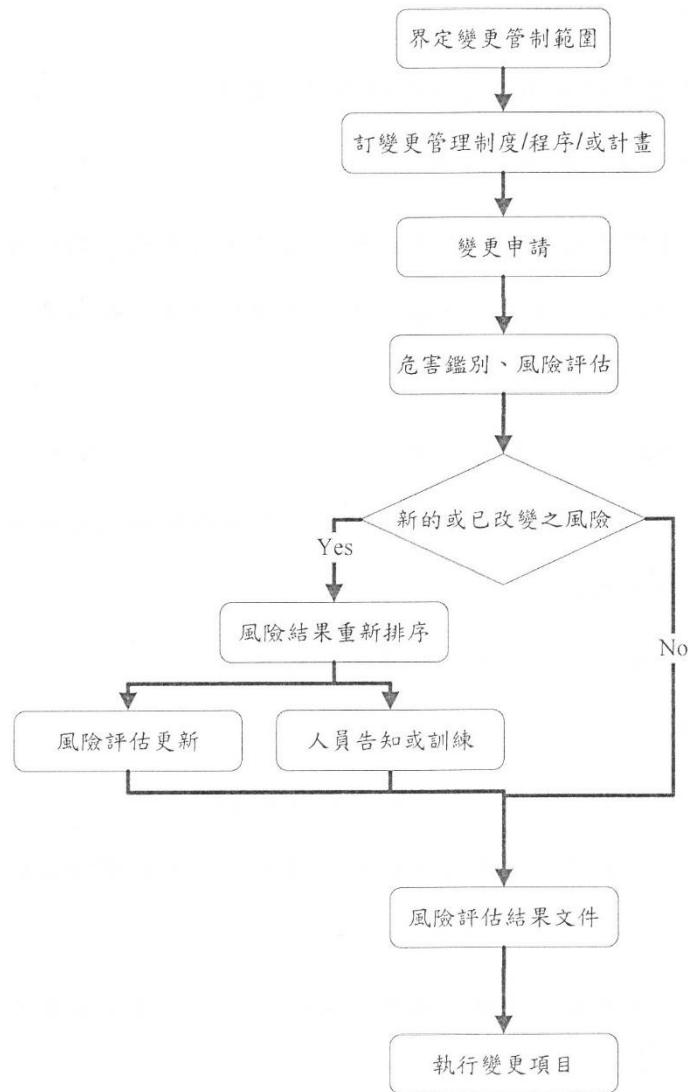 界定變更管制範圍
訂變更管理制度/程序/或計畫
變更申請
危害鑑別、風險評估
新的或已改變之風險
Yes
風險結果重新排序
No
風險評估更新
人員告知或訓練
風險評估結果文件
執行變更項目